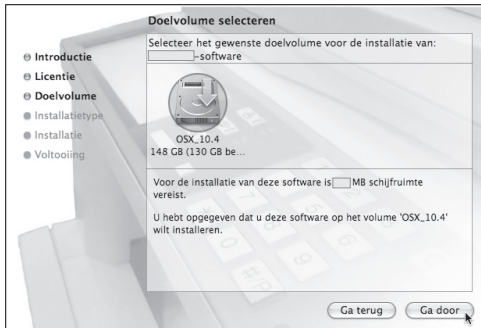 Doelvolume selecteren
Introductie
Licentie
Doelvolume
Installatietype
Installatie
Voltooiing
Selecteer het gewenste doelvolume voor de installatie van:
-software
OSX_10.4
148 GB (130 GB be...
Voor de installatie van deze software is MB schijfruimte
vereist.
U hebt opgegeven dat u deze software op het volume 'OSX_10.4'
wilt installeren.
Ga terug
Ga door